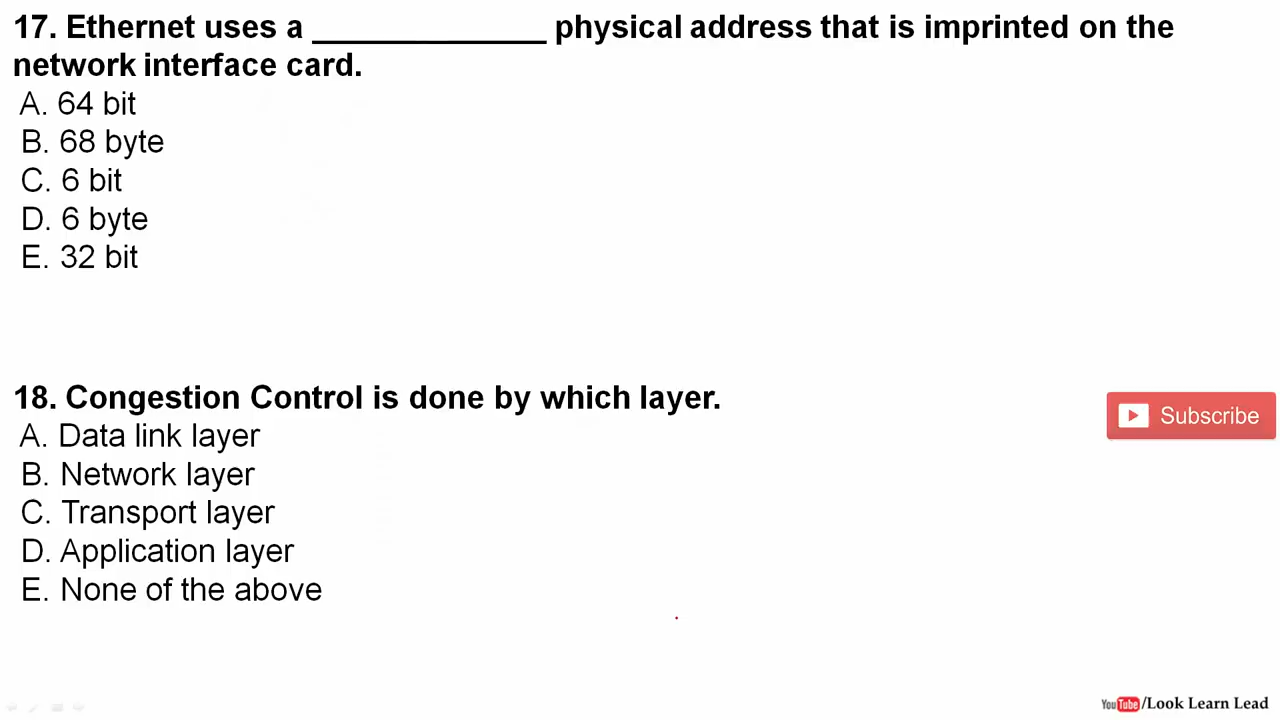 17. Ethernet uses a _____________ physical address that is imprinted on the
network interface card.
A. 64 bit
B. 68 byte
C. 6 bit
D. 6 byte
E. 32 bit
18. Congestion Control is done by which layer.
A. Data link layer
B. Network layer
C. Transport layer
D. Application layer
E. None of the above
Subscribe
YouTube/Look Learn Lead